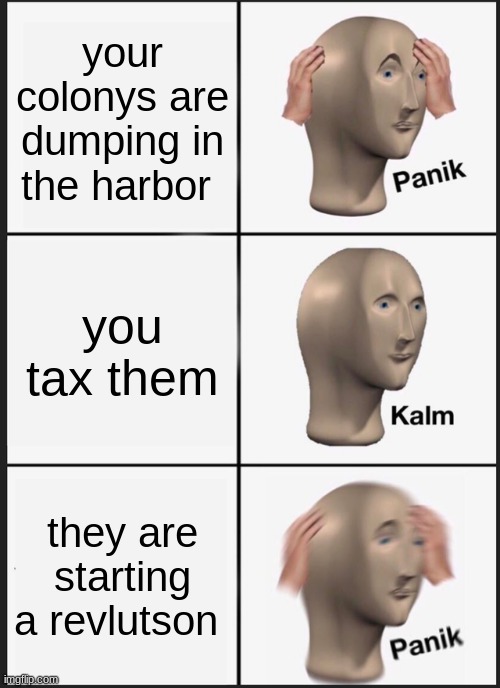 your
colonys are
dumping in
the harbor
Panik
you
tax them
Kalm
they are
starting
a revlutson
Panik
imgflip.com